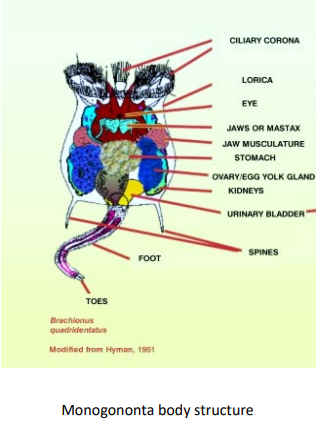 CILIARY CORONA
LORICA
EYE
JAWS OR MASTAX
JAW MUSCULATURE
STOMACH
OVARY/EGG YOLK GLAND
KIDNEYS
URINARY BLADDER
SPINES
FOOT
TOES
Brachionus
quadridentatus
Modified from Hyman, 1951
Monogononta body structure